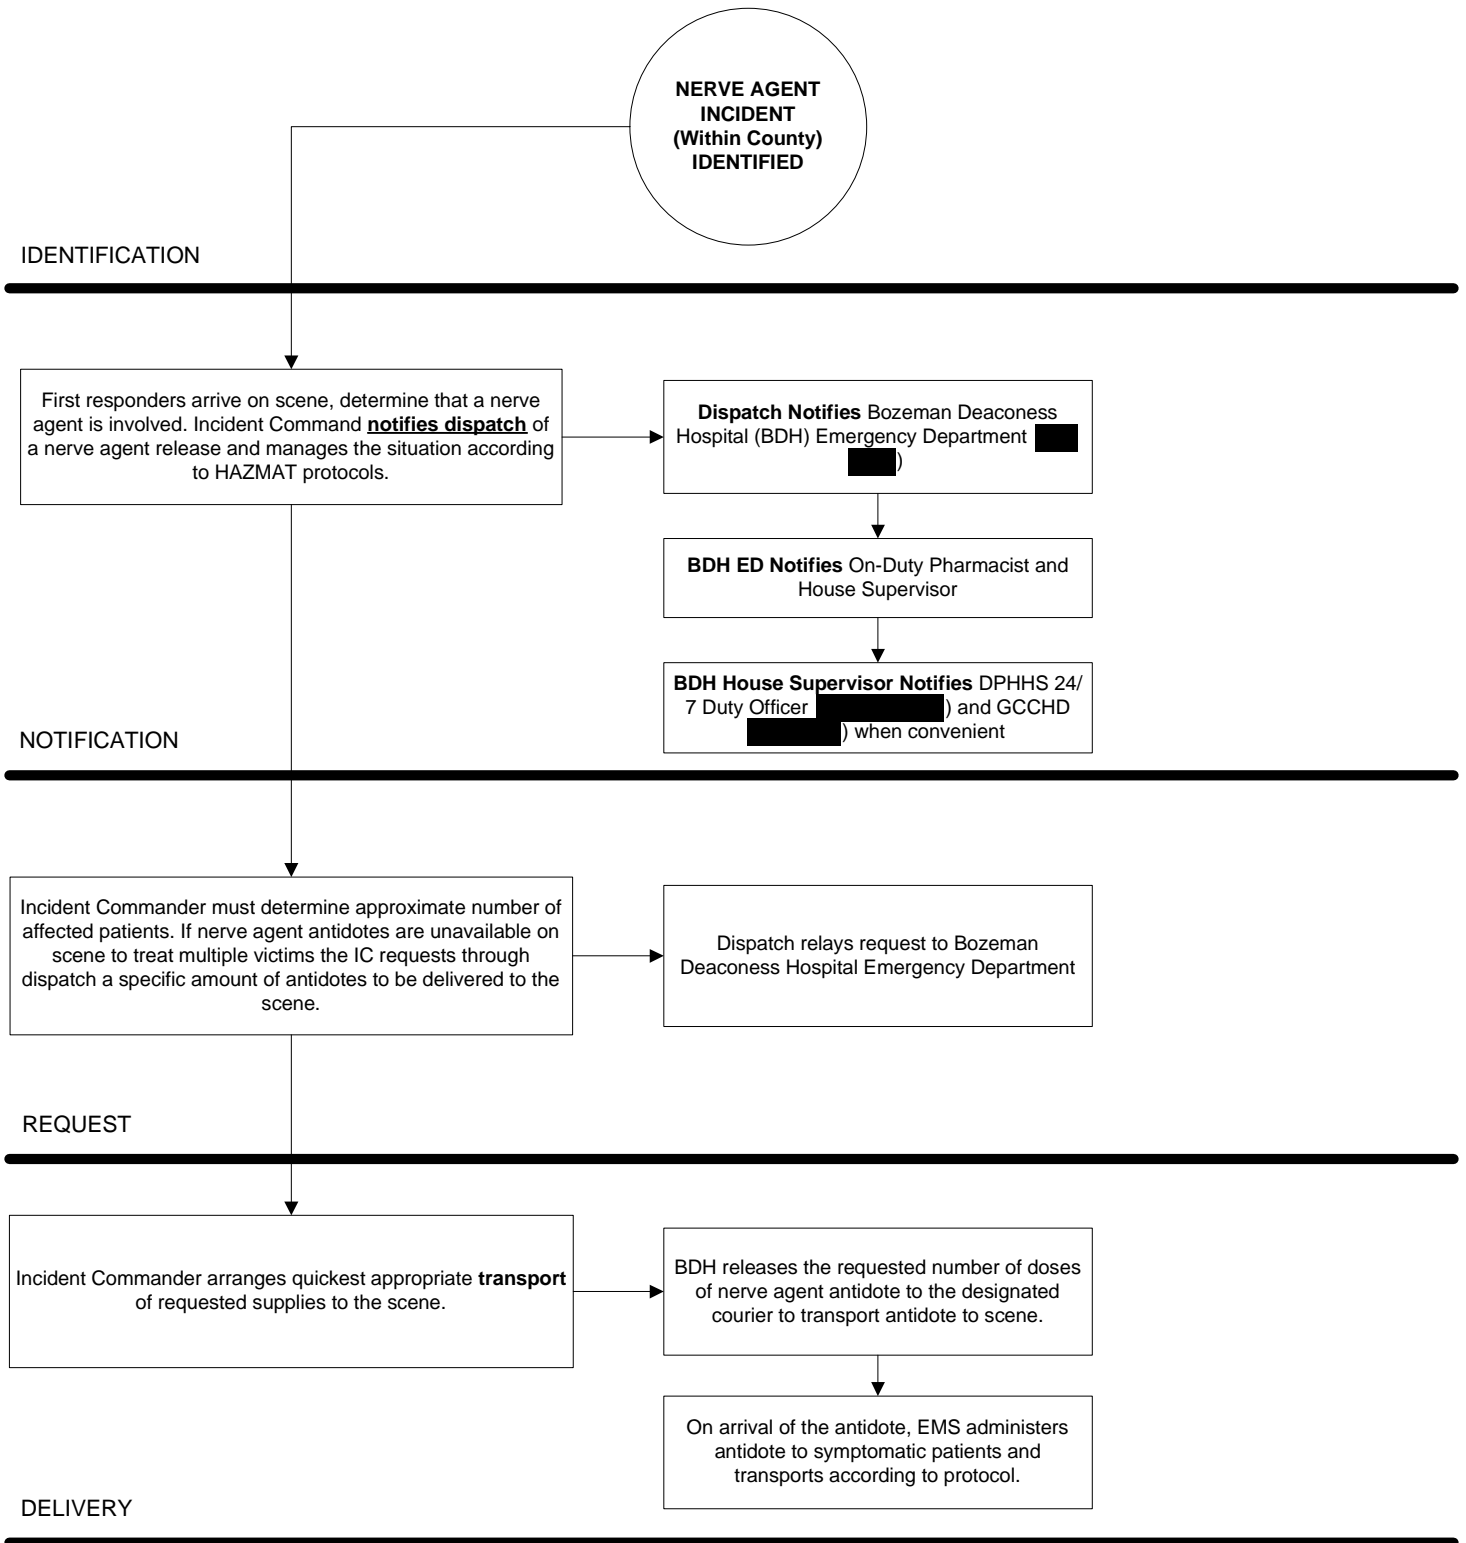 NERVE AGENT
INCIDENT
(Within County)
IDENTIFIED
IDENTIFICATION
First responders arrive on scene, determine that a nerve
agent is involved. Incident Command notifies dispatch of
a nerve agent release and manages the situation according
to HAZMAT protocols.
Dispatch Notifies Bozeman Deaconess
Hospital (BDH) Emergency Department
)
BDH ED Notifies On-Duty Pharmacist and
House Supervisor
BDH House Supervisor Notifies DPHHS 24/
7 Duty Officer ) and GCCHD
) when convenient
NOTIFICATION
Incident Commander must determine approximate number of
affected patients. If nerve agent antidotes are unavailable on
scene to treat multiple victims the IC requests through
dispatch a specific amount of antidotes to be delivered to the
scene.
Dispatch relays request to Bozeman
Deaconess Hospital Emergency Department
REQUEST
Incident Commander arranges quickest appropriate transport
of requested supplies to the scene.
BDH releases the requested number of doses
of nerve agent antidote to the designated
courier to transport antidote to scene.
On arrival of the antidote, EMS administers
antidote to symptomatic patients and
transports according to protocol.
DELIVERY